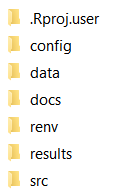 .Rproj.user
config
data
docs
renv
results
src